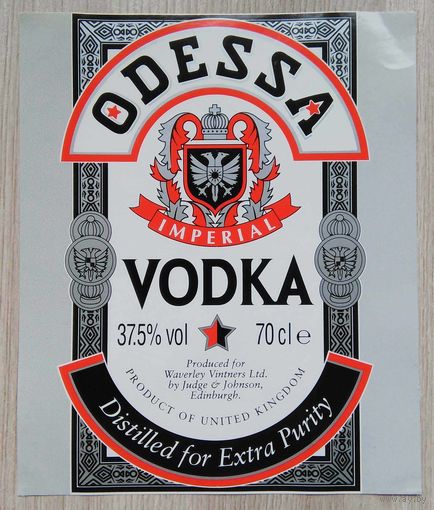 ODESSA
IMPERIAL
VODKA
37.5% vol 70 cl e
Produced for
Waverley Vintners Ltd.
by Judge & Johnson,
Edinburgh.
PRODUCT OF UNITED KINGDOM
Distilled for Extra Purity